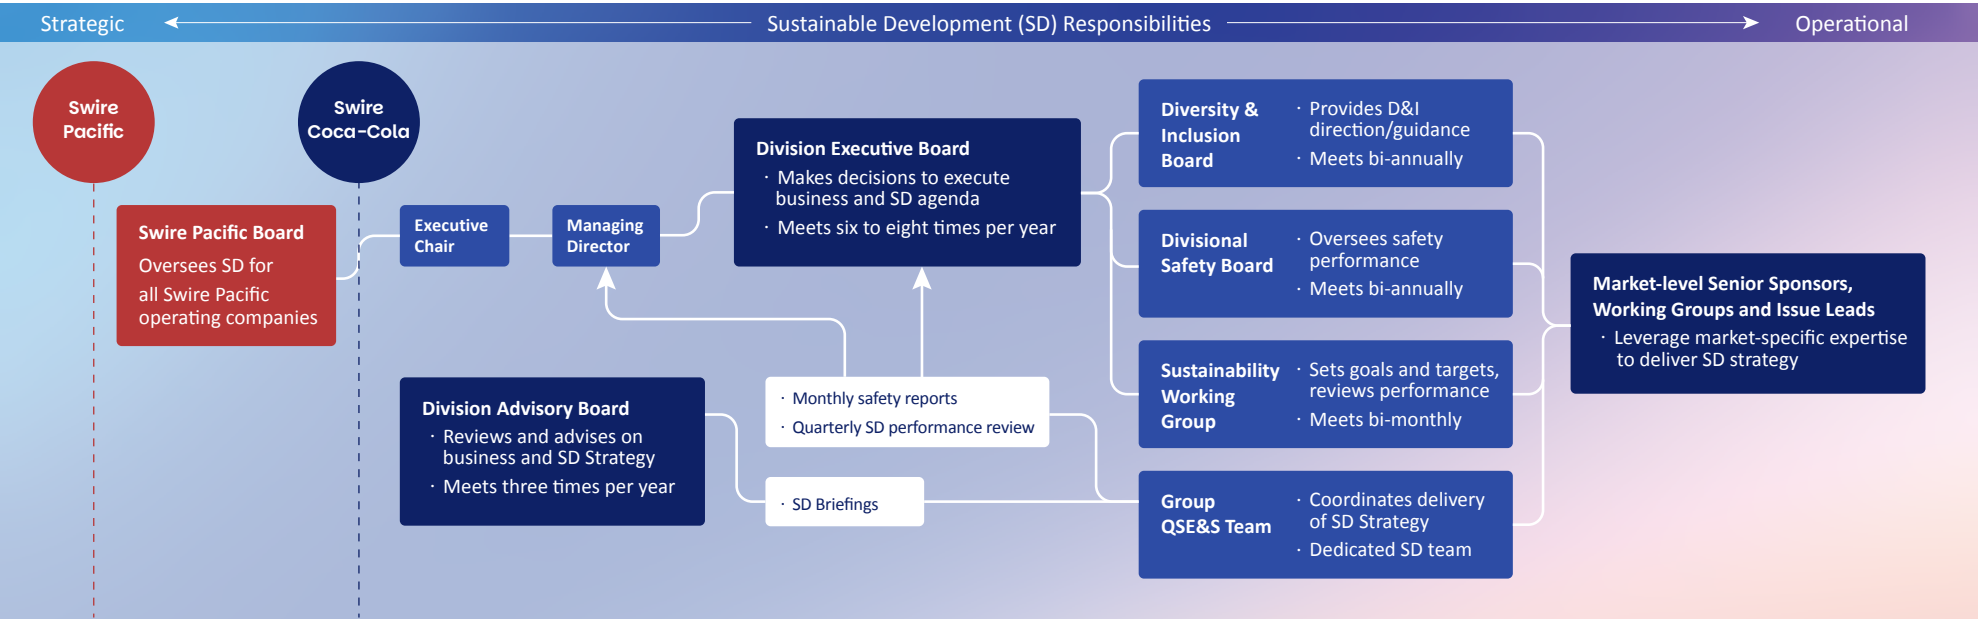 Strategic
Sustainable Development (SD) Responsibilities
Operational
Swire
Pacific
Swire
Coca-Cola
Swire Pacific Board
Oversees SD for
all Swire Pacific
operating companies
Executive
Chair
Managing
Director
Division Executive Board
· Makes decisions to execute
business and SD agenda
· Meets six to eight times per year
Division Advisory Board
· Reviews and advises on
business and SD Strategy
· Meets three times per year
· Monthly safety reports
· Quarterly SD performance review
· SD Briefings
Diversity &
Inclusion
Board
· Provides D&I
direction/guidance
· Meets bi-annually
Divisional
Safety Board
· Oversees safety
performance
· Meets bi-annually
Sustainability
Working
Group
· Sets goals and targets,
reviews performance
· Meets bi-monthly
Group
QSE&S Team
· Coordinates delivery
of SD Strategy
· Dedicated SD team
Market-level Senior Sponsors,
Working Groups and Issue Leads
· Leverage market-specific expertise
to deliver SD strategy